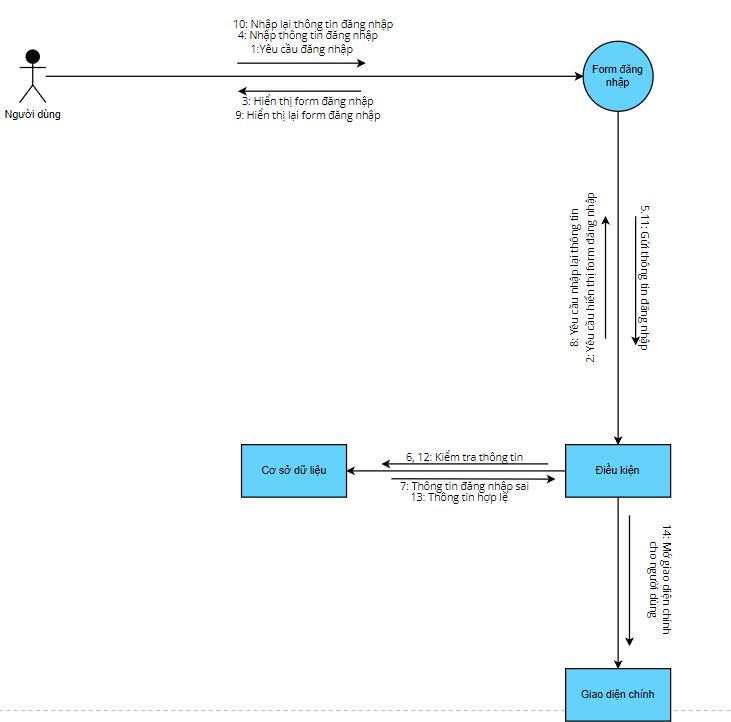 10: Nhập lại thông tin đăng nhập
4: Nhập thông tin đăng nhập
1:Yêu cầu đăng nhập
Form đăng
nhập
3: Hiển thị form đăng nhập
9: Hiển thị lại form đăng nhập
Người dùng
8: Yêu cầu nhập lại thông tin
2: Yêu cầu hiển thị form đăng nhập
5,11: Gửi thông tin đăng nhập
6, 12: Kiểm tra thông tin
Cơ sở dữ liệu
Điều kiện
7: Thông tin đăng nhập sai
13: Thông tin hợp lệ
14: Mở giao diện chính
cho người dùng
Giao diện chính